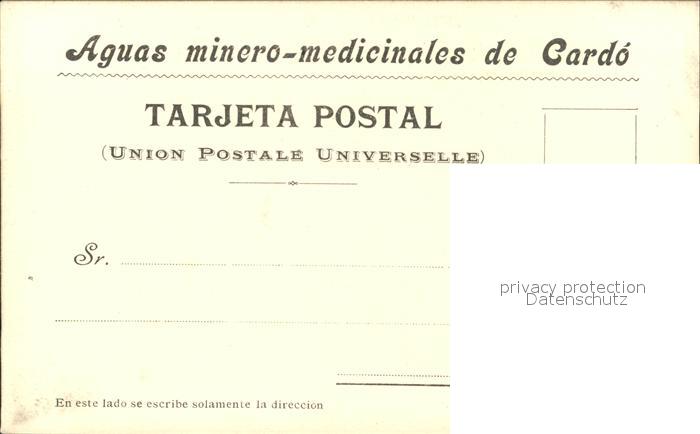 Aguas minero-medicinales de Cardó
TARJETA POSTAL
(UNION POSTALE UNIVERSELLE)
Sr.
privacy protection
Datenschutz
En este lado se escribe solamente la dirección